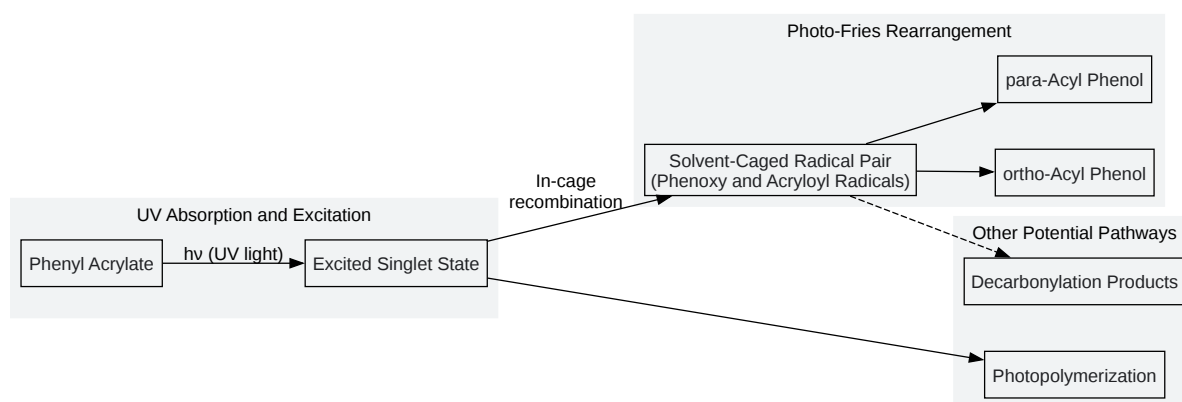 Photo-Fries Rearrangement
para-Acyl Phenol
Solvent-Caged Radical Pair
(Phenoxy and Acryloyl Radicals)
ortho-Acyl Phenol
In-cage
recombination
UV Absorption and Excitation
Phenyl Acrylate
hν (UV light)
Excited Singlet State
Other Potential Pathways
Decarbonylation Products
Photopolymerization